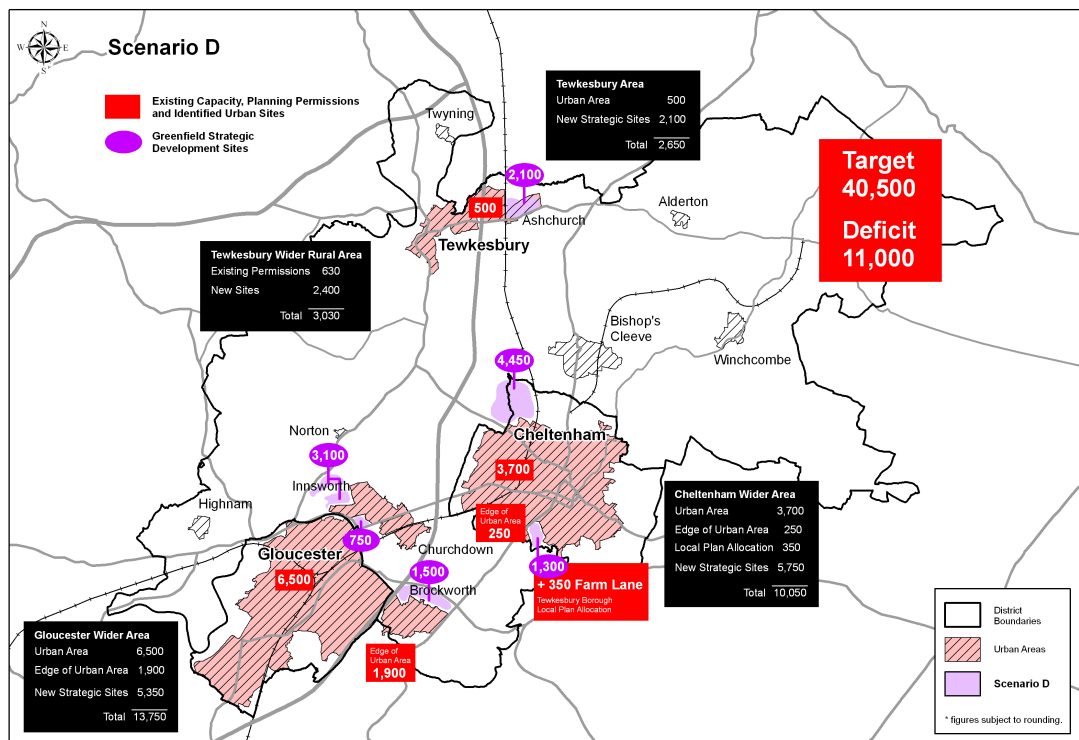 N
W E
S
Scenario D
Existing Capacity, Planning Permissions
and Identified Urban Sites
Greenfield Strategic
Development Sites
Tewkesbury Area
Urban Area 500
New Strategic Sites 2,100
Total 2,650
Target
40,500
Deficit
11,000
Twyning
2,100
500
Ashchurch
Tewkesbury
Alderton
Tewkesbury Wider Rural Area
Existing Permissions 630
New Sites 2,400
Total 3,030
Bishop's
Cleeve
Winchcombe
4,450
Cheltenham
3,700
Norton
3,100
Innsworth
Highnam
Edge of
Urban Area
250
750
Churchdown
Gloucester
6,500
1,500
Brockworth
1,300
+ 350 Farm Lane
Tewkesbury Borough
Local Plan Allocation
Cheltenham Wider Area
Urban Area 3,700
Edge of Urban Area 250
Local Plan Allocation 350
New Strategic Sites 5,750
Total 10,050
Edge of
Urban Area
1,900
Gloucester Wider Area
Urban Area 6,500
Edge of Urban Area 1,900
New Strategic Sites 5,350
Total 13,750
District
Boundaries
Urban Areas
Scenario D
* figures subject to rounding.